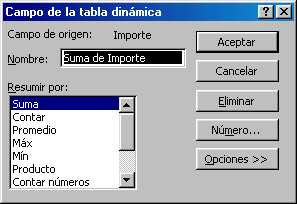 Campo de la tabla dinámica
Campo de origen: Importe
Nombre: Suma de Importe
Resumir por:
Suma
Contar
Promedio
Máx
Mín
Producto
Contar números
Aceptar
Cancelar
Eliminar
Número...
Opciones >>